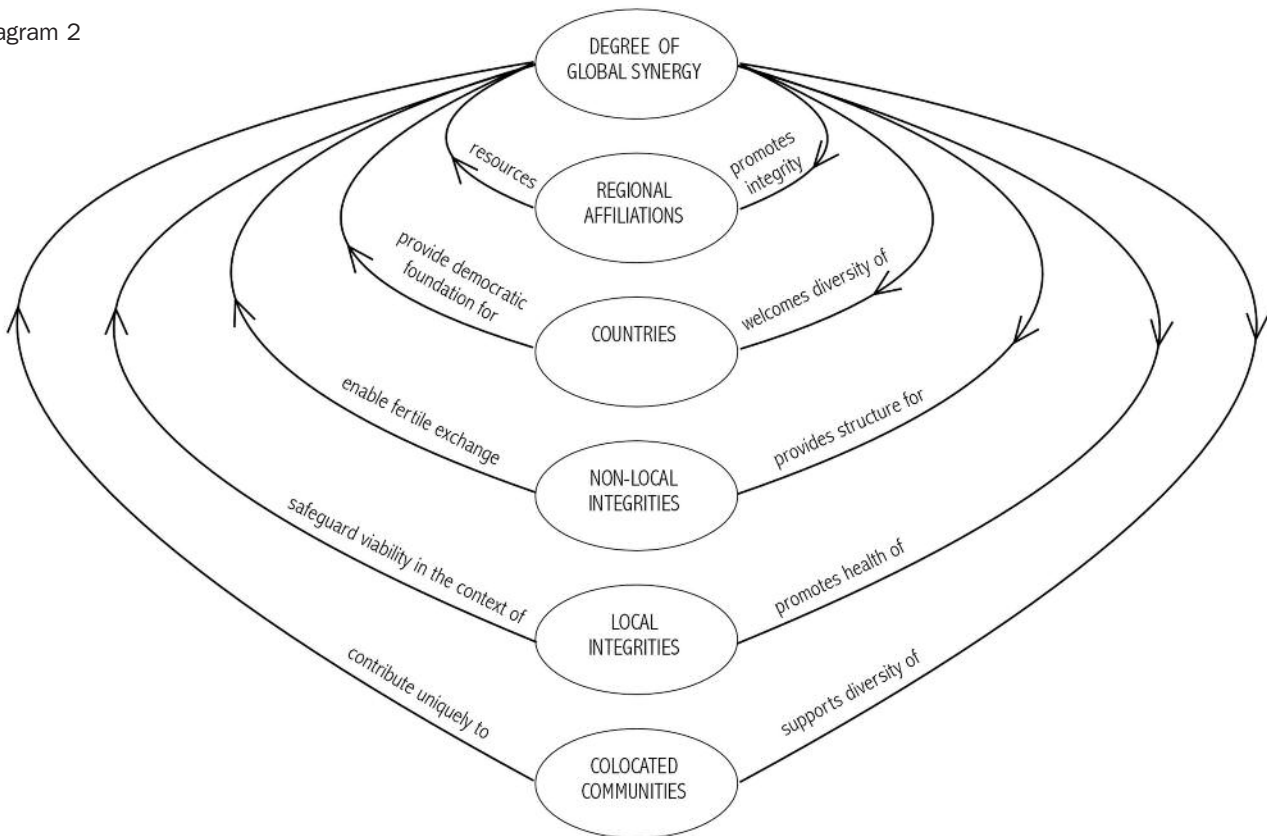 agram 2
DEGREE OF
GLOBAL SYNERGY
resources
promotes
integrity
REGIONAL
AFFILIATIONS
provide democratic
foundation for
welcomes diversity of
COUNTRIES
enable fertile exchange
provides structure for
NON-LOCAL
INTEGRITIES
safeguard viability in the context of
promotes health of
LOCAL
INTEGRITIES
contribute uniquely to
supports diversity of
COLOCATED
COMMUNITIES